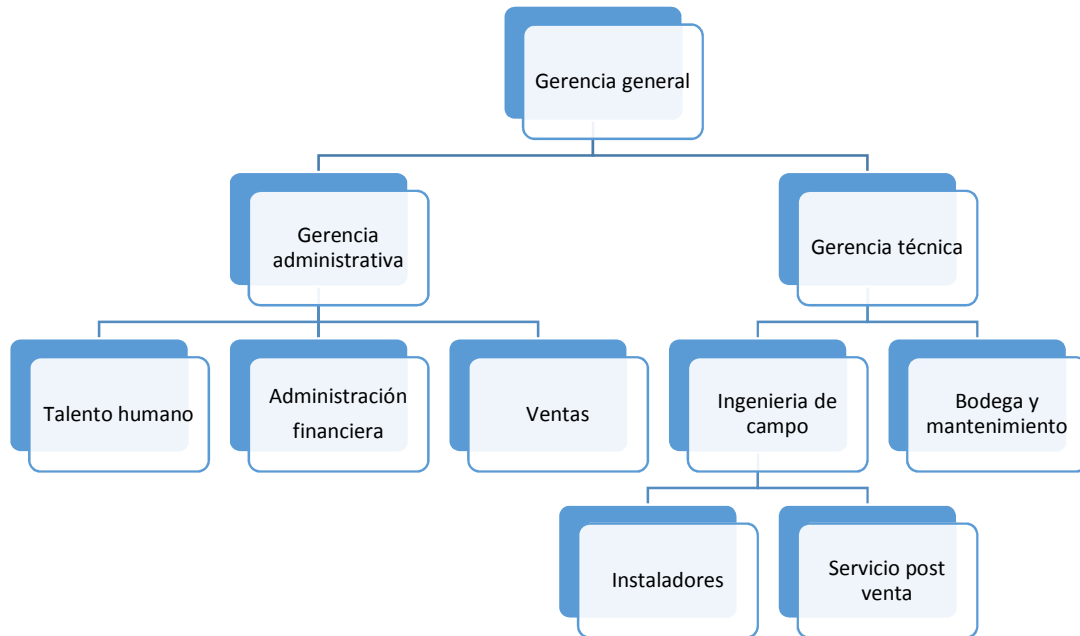 Gerencia general
Gerencia
administrativa
Gerencia técnica
Talento humano
Administración
financiera
Ventas
Ingenieria de
campo
Bodega y
mantenimiento
Instaladores
Servicio post
venta